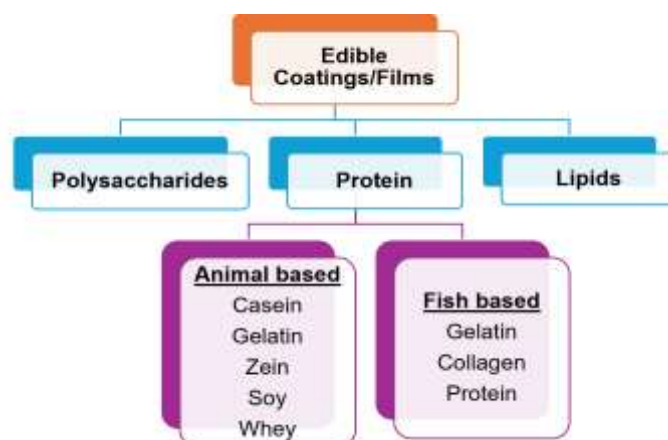 Edible
Coatings/Films
Polysaccharides
Protein
Lipids
Animal based
Casein
Gelatin
Zein
Soy
Whey
Fish based
Gelatin
Collagen
Protein